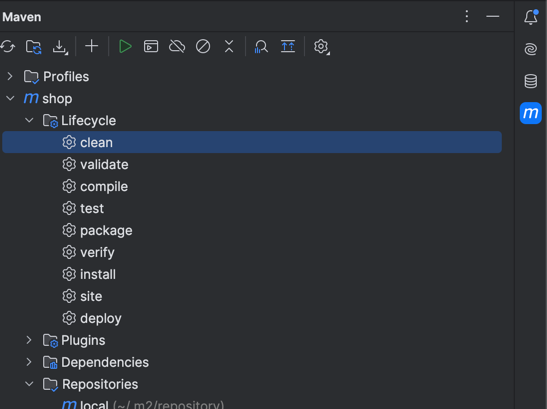 Maven
Profiles
m shop
Lifecycle
clean
validate
compile
test
package
verify
install
site
deploy
Plugins
Dependencies
Repositories
m local (~/.m2/repository)
m